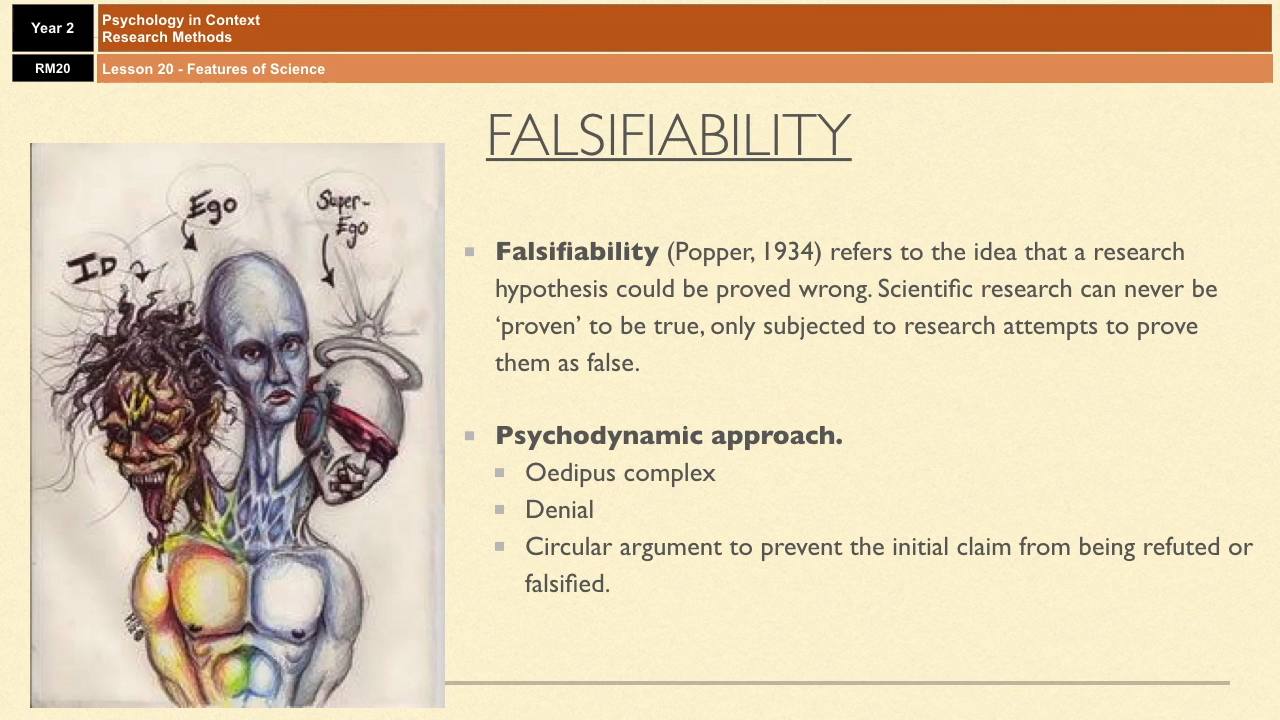 Year 2
Psychology in Context
Research Methods
RM20
Lesson 20 - Features of Science
FALSIFIABILITY
Ego
Super-
Ego
ID
Falsifiability (Popper, 1934) refers to the idea that a research
hypothesis could be proved wrong. Scientific research can never be
‘proven’ to be true, only subjected to research attempts to prove
them as false.
Psychodynamic approach.
Oedipus complex
Denial
Circular argument to prevent the initial claim from being refuted or
falsified.